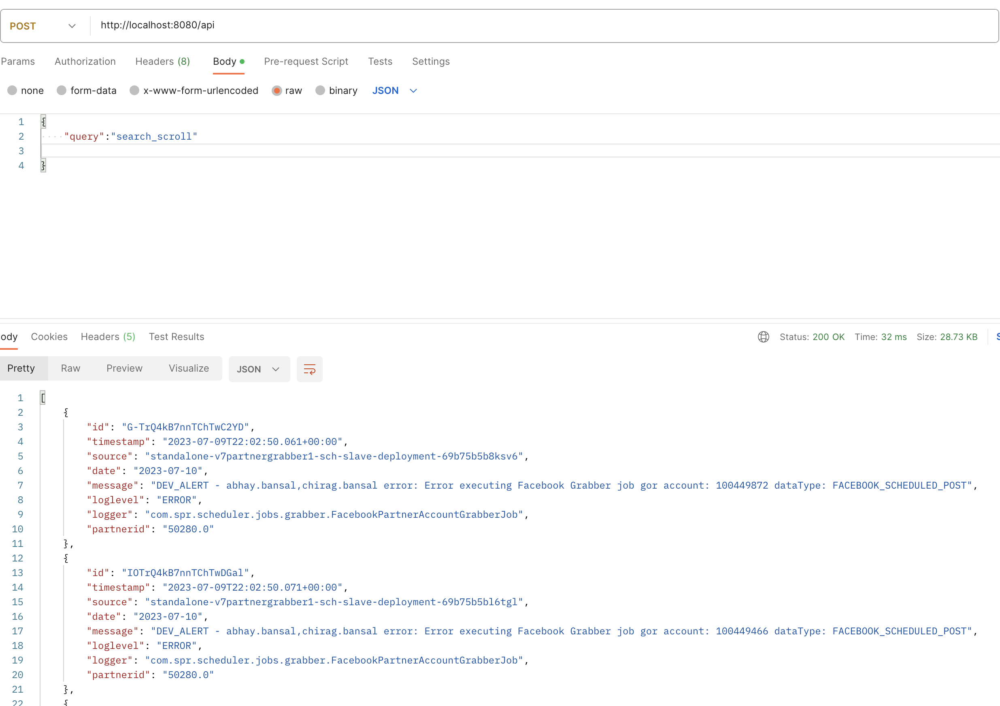 POST http://localhost:8080/api
Params Authorization Headers (8) Body Pre-request Script Tests Settings
none form-data x-www-form-urlencoded raw binary JSON
1 {
2 "query":"search_scroll"
3
4 }
ody Cookies Headers (5) Test Results Status: 200 OK Time: 32 ms Size: 28.73 KB S
Pretty Raw Preview Visualize JSON
1 [
2 {
3 "id": "G-TrQ4kB7nnTChTwC2YD",
4 "timestamp": "2023-07-09T22:02:50.061+00:00",
5 "source": "standalone-v7partnergrabber1-sch-slave-deployment-69b75b5b8ksv6",
6 "date": "2023-07-10",
7 "message": "DEV_ALERT - abhay.bansal,chirag.bansal error: Error executing Facebook Grabber job gor account: 100449872 dataType: FACEBOOK_SCHEDULED_POST",
8 "loglevel": "ERROR",
9 "logger": "com.spr.scheduler.jobs.grabber.FacebookPartnerAccountGrabberJob",
10 "partnerid": "50280.0"
11 },
12 {
13 "id": "IOTrQ4kB7nnTChTwDGal",
14 "timestamp": "2023-07-09T22:02:50.071+00:00",
15 "source": "standalone-v7partnergrabber1-sch-slave-deployment-69b75b5bl6tgl",
16 "date": "2023-07-10",
17 "message": "DEV_ALERT - abhay.bansal,chirag.bansal error: Error executing Facebook Grabber job gor account: 100449466 dataType: FACEBOOK_SCHEDULED_POST",
18 "loglevel": "ERROR",
19 "logger": "com.spr.scheduler.jobs.grabber.FacebookPartnerAccountGrabberJob",
20 "partnerid": "50280.0"
21 },
22 {